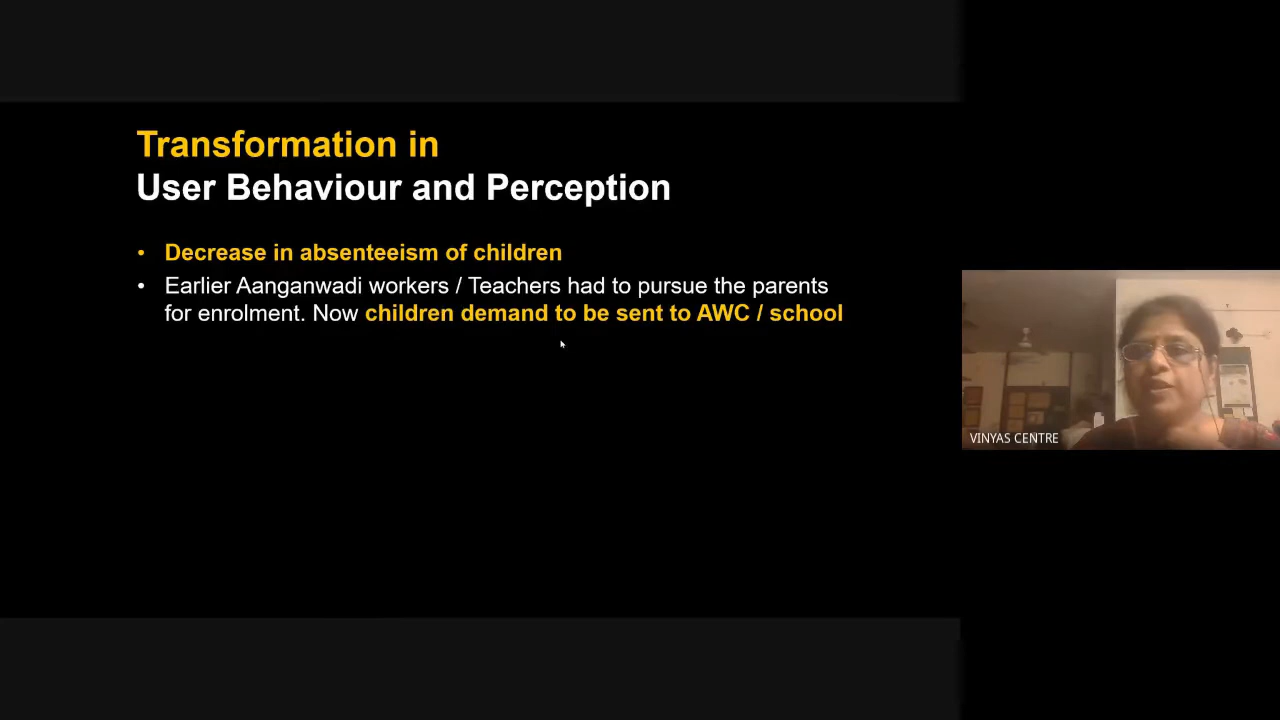 Transformation in
User Behaviour and Perception
• Decrease in absenteeism of children
• Earlier Aanganwadi workers / Teachers had to pursue the parents
for enrolment. Now children demand to be sent to AWC / school
VINYAS CENTRE